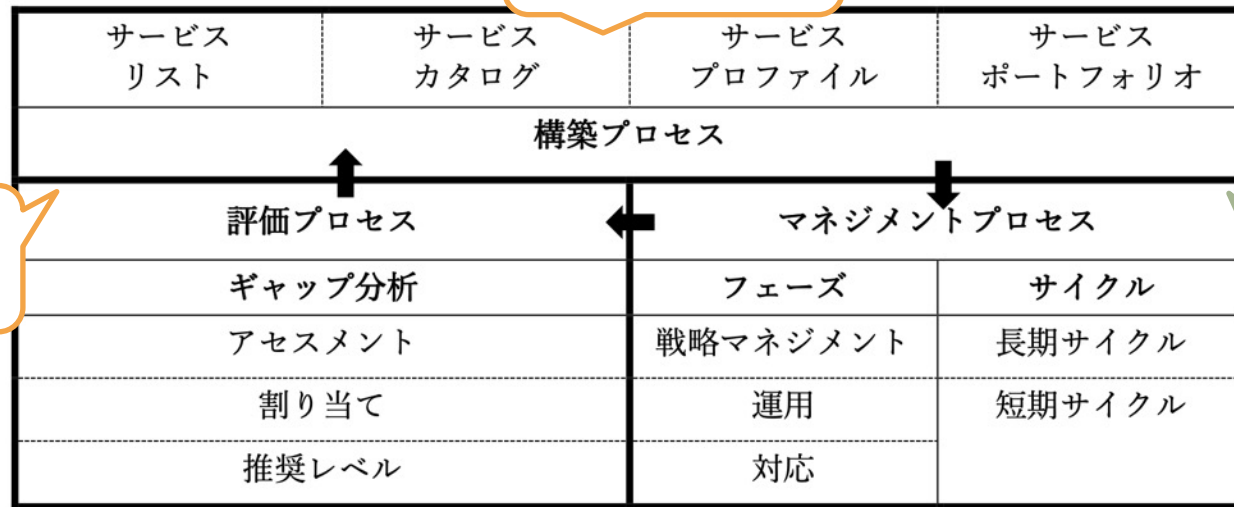 サービス
リスト
サービス
カタログ
サービス
プロファイル
サービス
ポートフォリオ
構築プロセス
評価プロセス
マネジメントプロセス
ギャップ分析
フェーズ
サイクル
アセスメント
戦略マネジメント
長期サイクル
割り当て
運用
短期サイクル
推奨レベル
対応